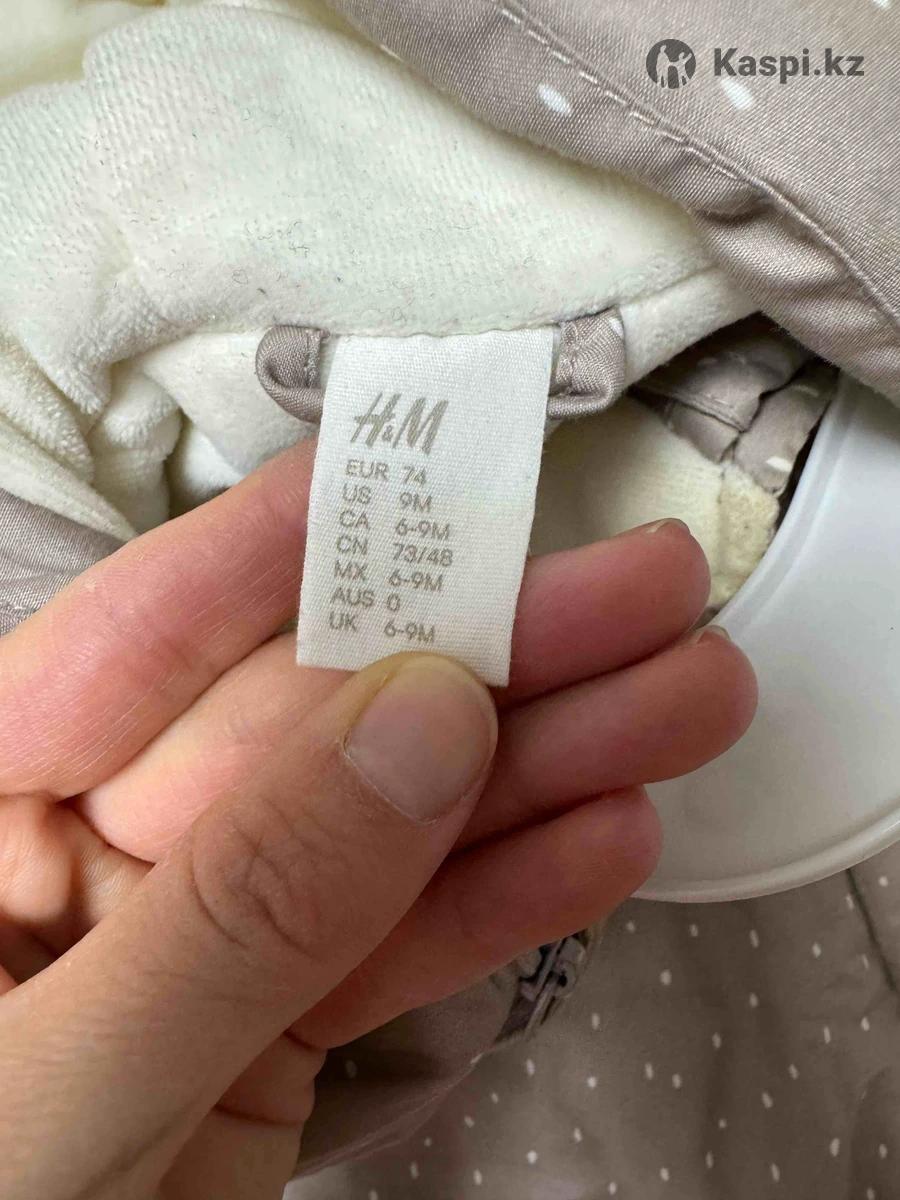 Kaspi.kz
H&M
EUR 74
US 9M
CA 6-9M
CN 73/48
MX 6-9M
AUS 0
UK 6-9M